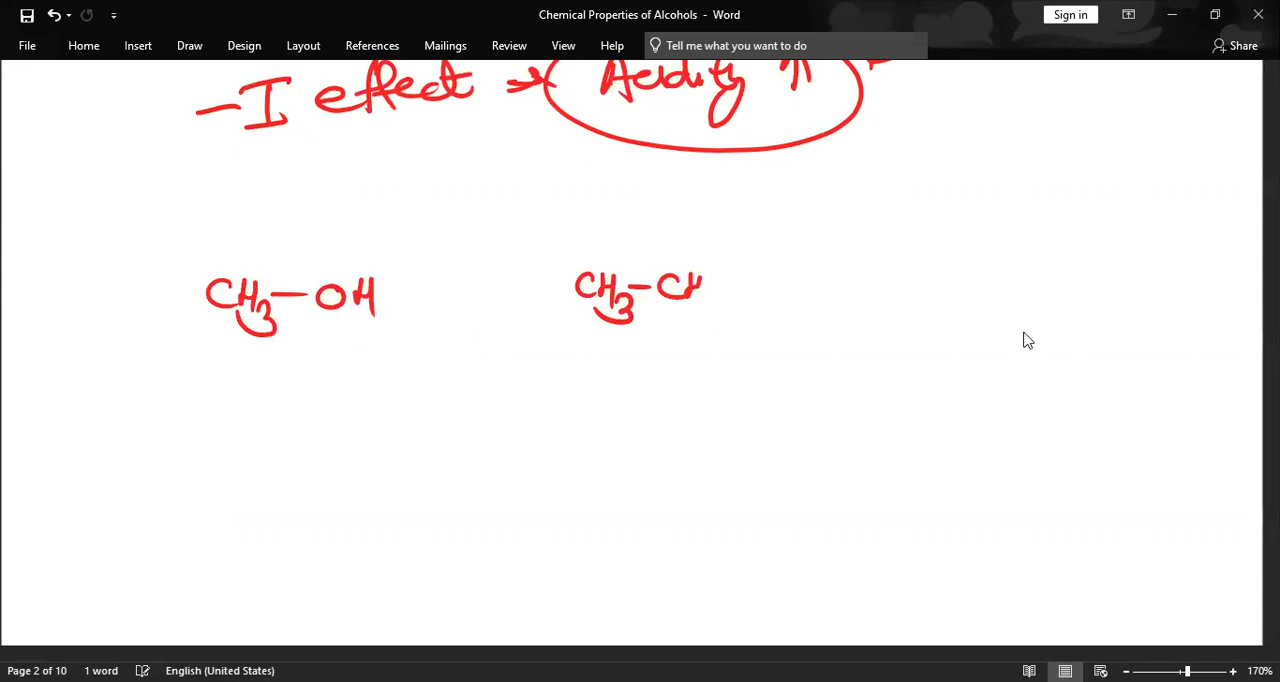 Chemical Properties of Alcohols - Word
Sign in
File Home Insert Draw Design Layout References Mailings Review View Help Tell me what you want to do Share
-I effect → Acidity ↑
CH3-OH CH3-CH
Page 2 of 10 1 word English (United States) 170%